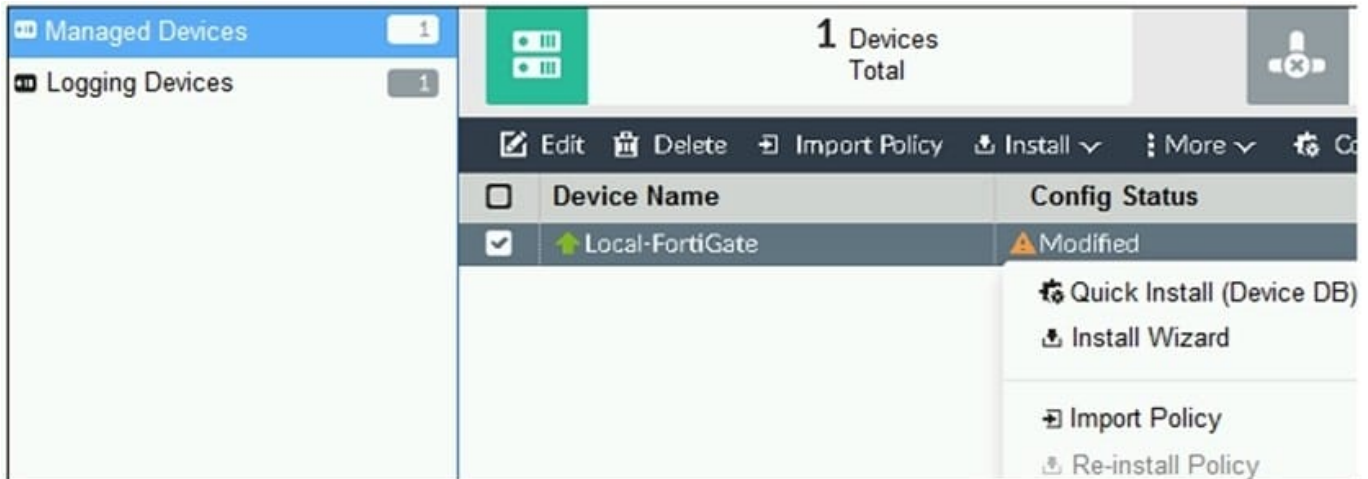 Managed Devices 1
Logging Devices 1
1 Devices
Total
Edit Delete Import Policy Install More
Device Name Config Status
Local-FortiGate Modified
Quick Install (Device DB)
Install Wizard
Import Policy
Re-install Policy